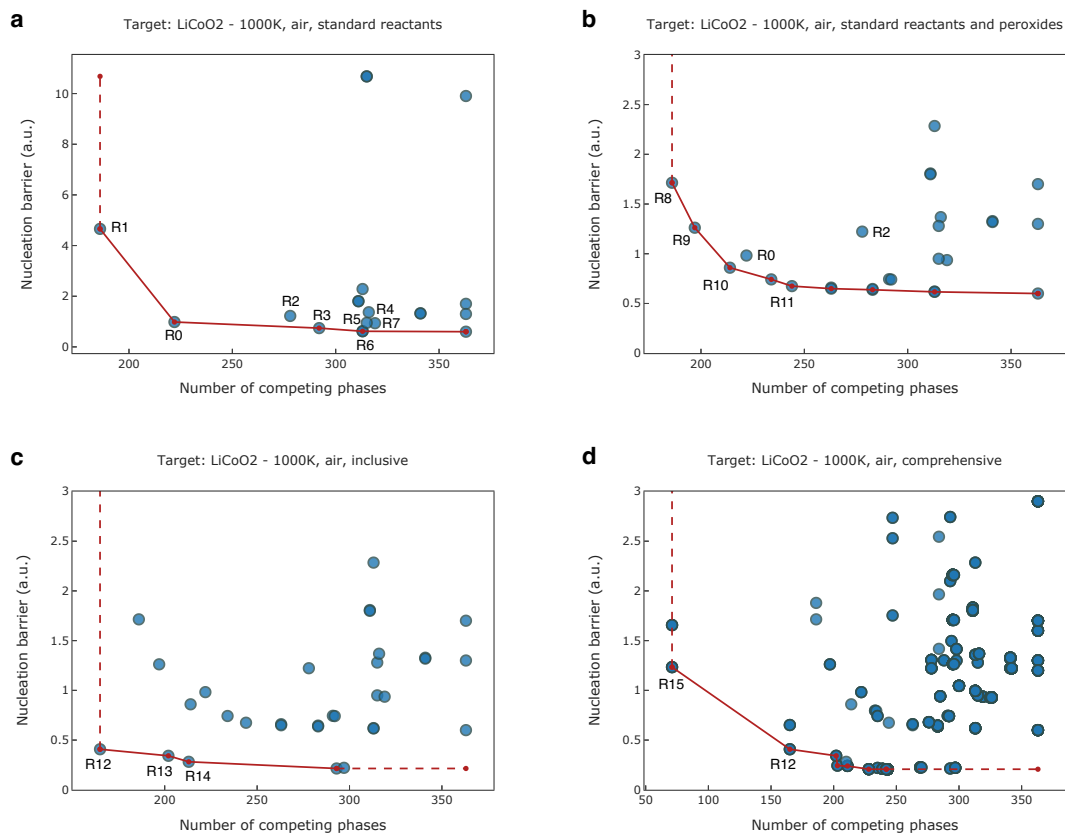 a
Target: LiCoO2 - 1000K, air, standard reactants
Nucleation barrier (a.u.)
10
8
6
4
2
0
R1
R0
R2
R3
R5
R4
R7
R6
200
250
300
350
Number of competing phases
b
Target: LiCoO2 - 1000K, air, standard reactants and peroxides
Nucleation barrier (a.u.)
3
2.5
2
1.5
1
0.5
R8
R9
R10
R0
R11
R2
200
250
300
350
Number of competing phases
c
Target: LiCoO2 - 1000K, air, inclusive
Nucleation barrier (a.u.)
3
2.5
2
1.5
1
0.5
0
R12
R13
R14
200
250
300
350
Number of competing phases
d
Target: LiCoO2 - 1000K, air, comprehensive
Nucleation barrier (a.u.)
3
2.5
2
1.5
1
0.5
0
R15
R12
50
100
150
200
250
300
350
Number of competing phases